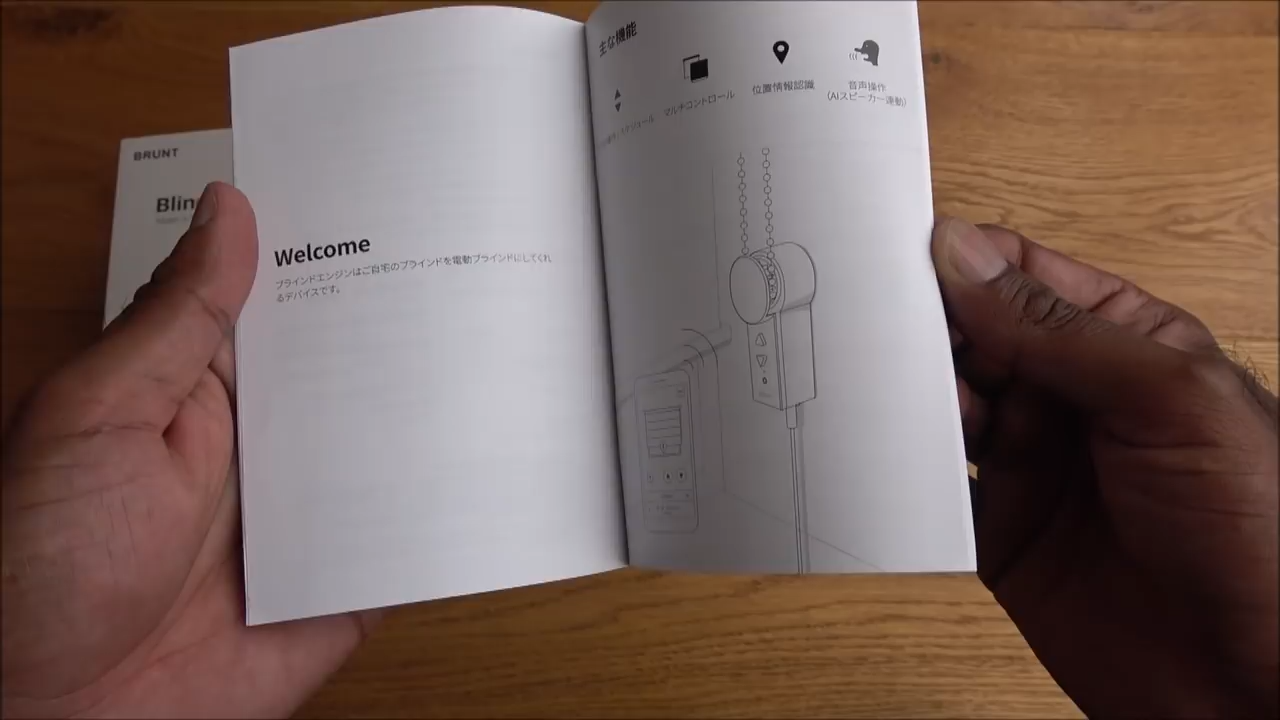 BRUNT
Blin
Welcome
ブラインドエンジンはご自宅のブラインドを電動ブラインドにしてくれ
るデバイスです。
主な機能
マルチコントロール
位置情報認識
音声操作
(AIスピーカー連動)